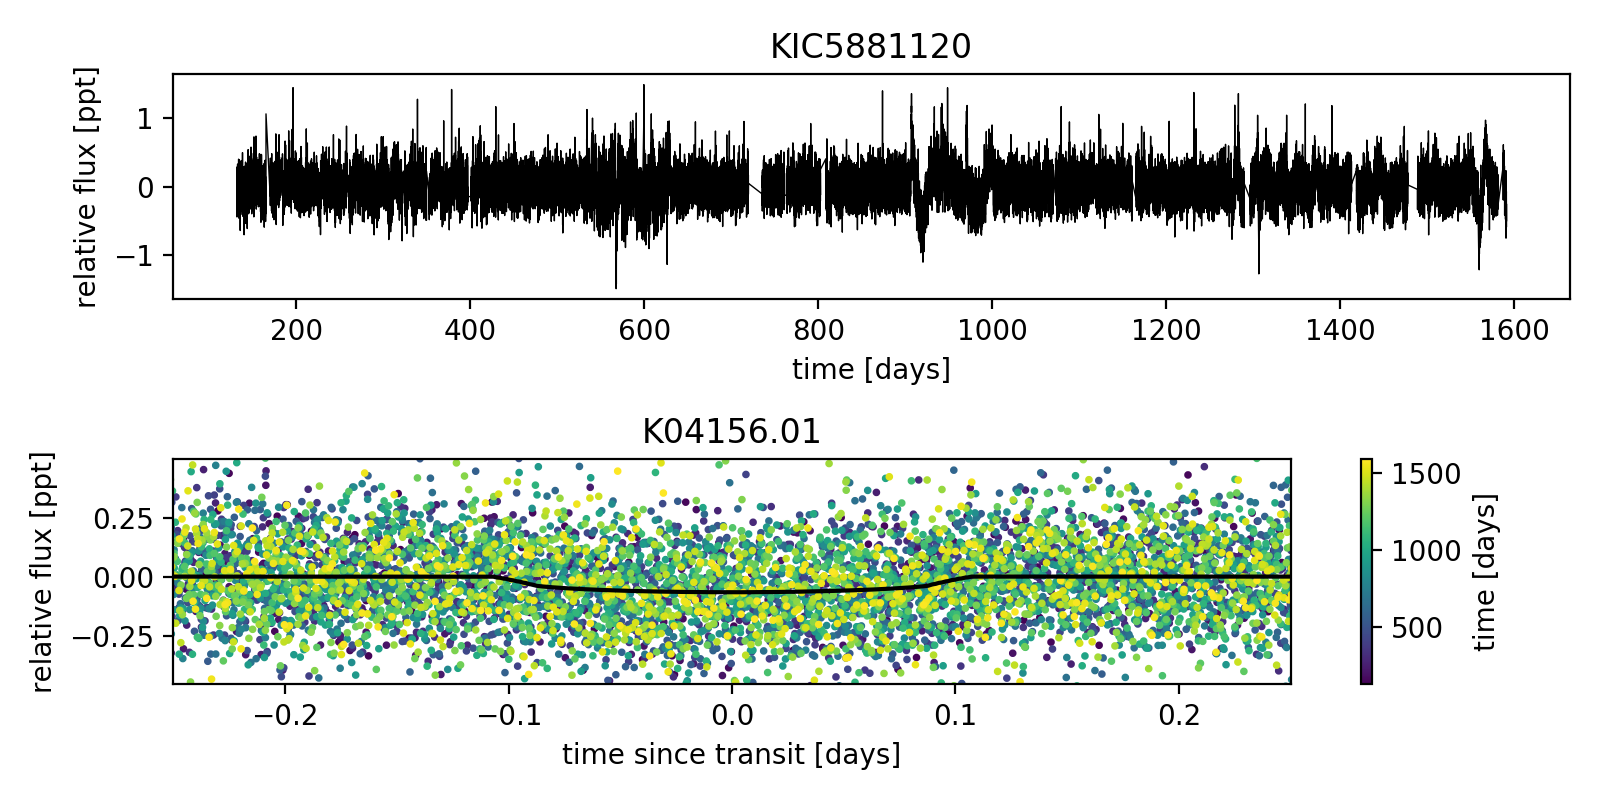 KIC5881120
relative flux [ppt]
1
0
−1
200 400 600 800 1000 1200 1400 1600
time [days]
K04156.01
relative flux [ppt]
0.25
0.00
−0.25
−0.2 −0.1 0.0 0.1 0.2
time since transit [days]
1500
1000
500
time [days]